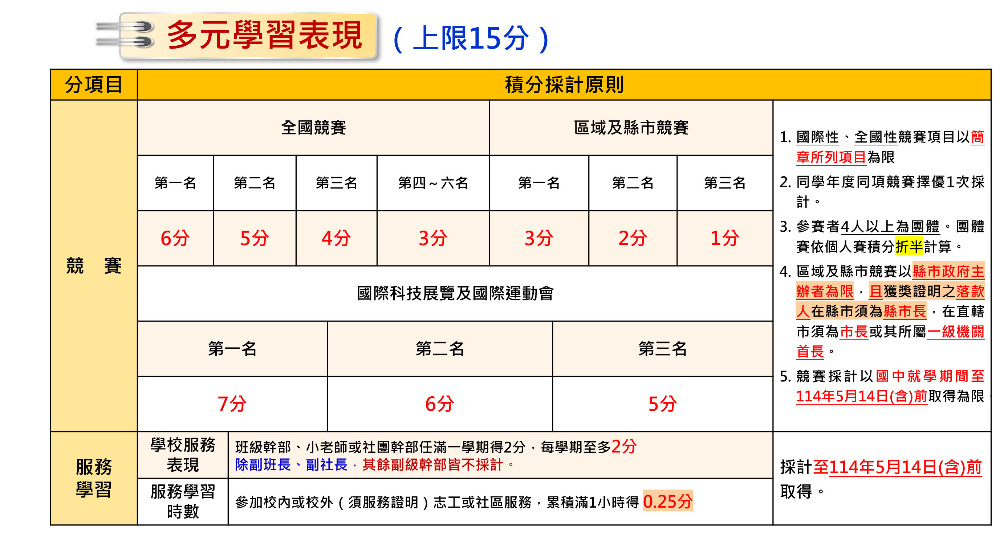 多元學習表現（上限15分）
分項目
積分採計原則
競 賽
全國競賽
區域及縣市競賽
第一名
第二名
第三名
第四～六名
第一名
第二名
第三名
6分
5分
4分
3分
3分
2分
1分
國際科技展覽及國際運動會
第一名
第二名
第三名
7分
6分
5分
1. 國際性、全國性競賽項目以簡
章所列項目為限
2. 同學年度同項競賽擇優1次採
計。
3. 參賽者4人以上為團體。團體
賽依個人賽積分折半計算。
4. 區域及縣市競賽以縣市政府主
辦者為限，且獲獎證明之落款
人在縣市須為縣市長，在直轄
市須為市長或其所屬一級機關
首長。
5. 競賽採計以國中就學期間至
114年5月14日(含)前取得為限
服務
學習
學校服務
表現
班級幹部、小老師或社團幹部任滿一學期得2分，每學期至多2分
除副班長、副社長，其餘副級幹部皆不採計。
服務學習
時數
參加校內或校外（須服務證明）志工或社區服務，累積滿1小時得 0.25分
採計至114年5月14日(含)前
取得。